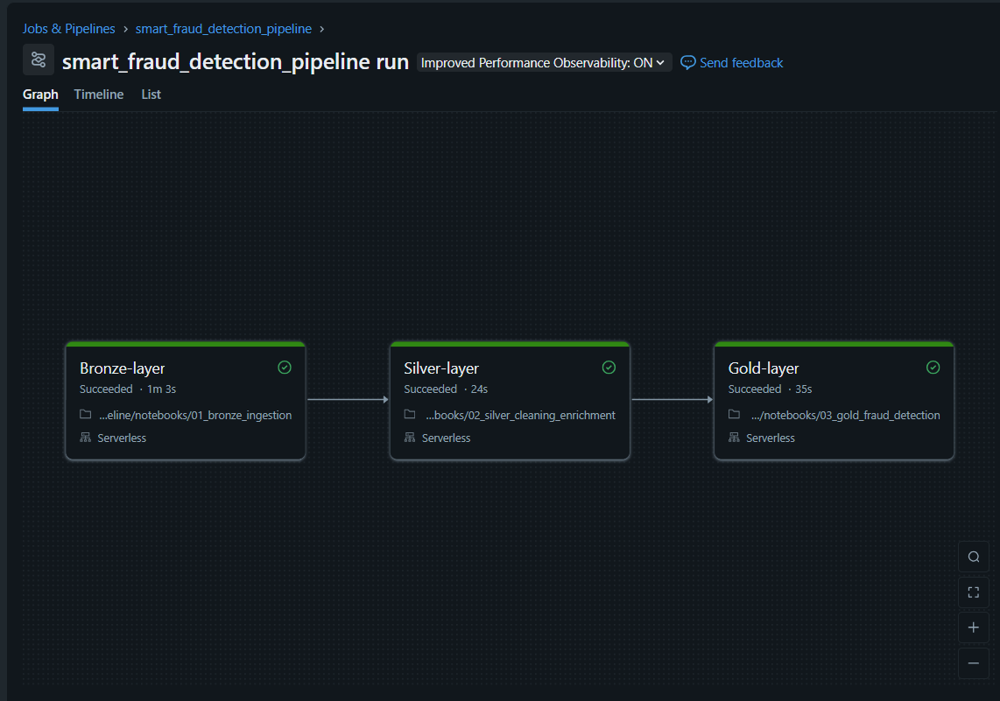 Jobs & Pipelines › smart_fraud_detection_pipeline ›
smart_fraud_detection_pipeline run Improved Performance Observability: ON Send feedback
Graph Timeline List
Bronze-layer
Succeeded · 1m 3s
...eline/notebooks/01_bronze_ingestion
Serverless
Silver-layer
Succeeded · 24s
...books/02_silver_cleaning_enrichment
Serverless
Gold-layer
Succeeded · 35s
.../notebooks/03_gold_fraud_detection
Serverless